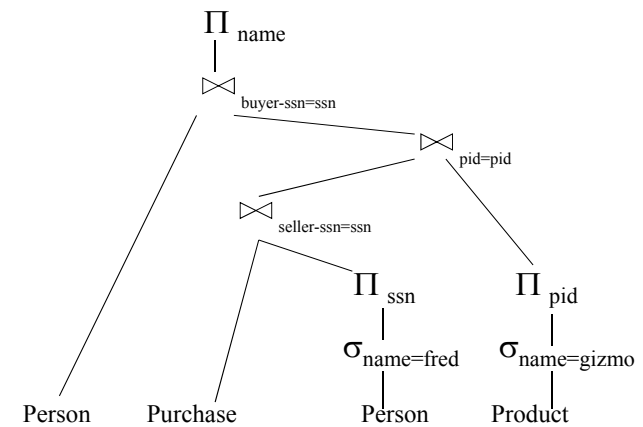 Π name
⋈ buyer-ssn=ssn
⋈ pid=pid
⋈ seller-ssn=ssn
Π ssn Π pid
σ name=fred σ name=gizmo
Person Purchase Person Product